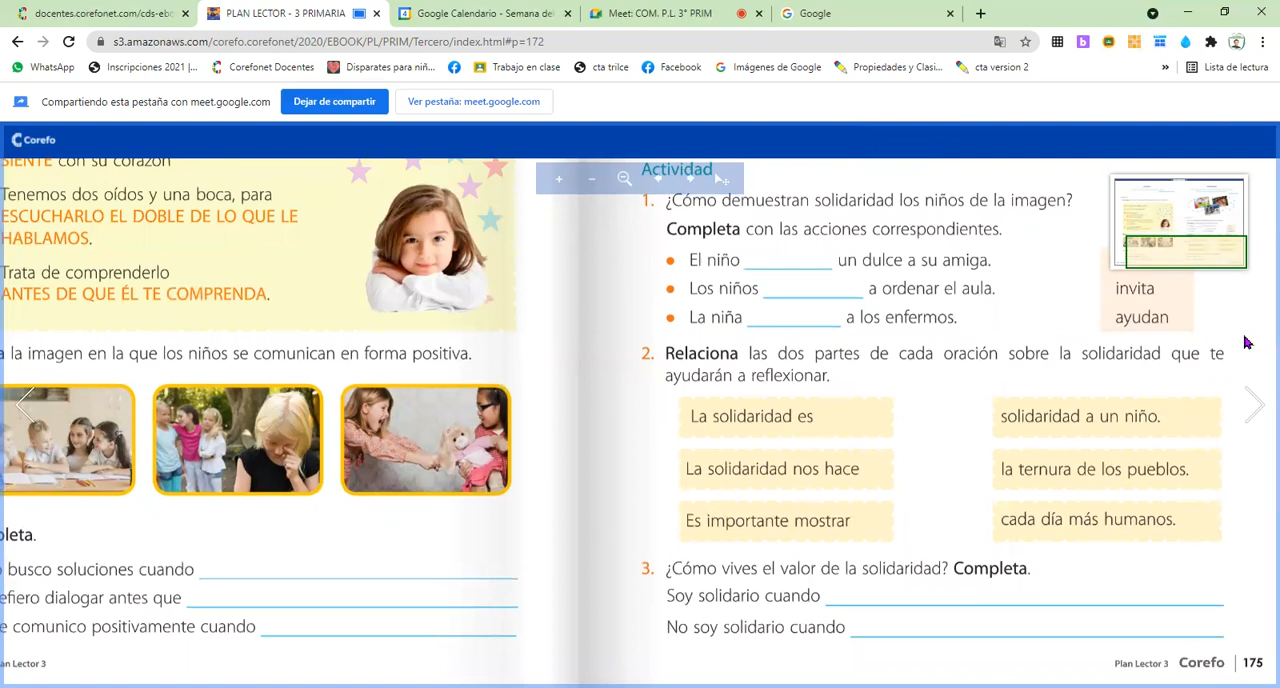 docentes.corefonet.com/cds-ebo
PLAN LECTOR - 3 PRIMARIA
Google Calendario - Semana del
Meet: COM. P.L. 3° PRIM
Google
s3.amazonaws.com/corefo.corefonet/2020/EBOOK/PL/PRIM/Tercero/index.html#p=172
WhatsApp
Inscripciones 2021 |...
Corefonet Docentes
Disparates para niñ...
Trabajo en clase
cta trilce
Facebook
Imágenes de Google
Propiedades y Clasi...
cta version 2
»
Lista de lectura
Compartiendo esta pestaña con meet.google.com
Dejar de compartir
Ver pestaña: meet.google.com
Corefo
SIENTE con su corazón
Tenemos dos oídos y una boca, para
ESCUCHARLO EL DOBLE DE LO QUE LE
HABLAMOS.
Trata de comprenderlo
ANTES DE QUE ÉL TE COMPRENDA.
a la imagen en la que los niños se comunican en forma positiva.
pleta.
o busco soluciones cuando
efiero dialogar antes que
e comunico positivamente cuando
an Lector 3
Actividad
1. ¿Cómo demuestran solidaridad los niños de la imagen?
Completa con las acciones correspondientes.
• El niño ________ un dulce a su amiga.
• Los niños ________ a ordenar el aula.
• La niña ________ a los enfermos.
invita
ayudan
2. Relaciona las dos partes de cada oración sobre la solidaridad que te
ayudarán a reflexionar.
La solidaridad es
solidaridad a un niño.
La solidaridad nos hace
la ternura de los pueblos.
Es importante mostrar
cada día más humanos.
3. ¿Cómo vives el valor de la solidaridad? Completa.
Soy solidario cuando
No soy solidario cuando
Plan Lector 3 Corefo 175